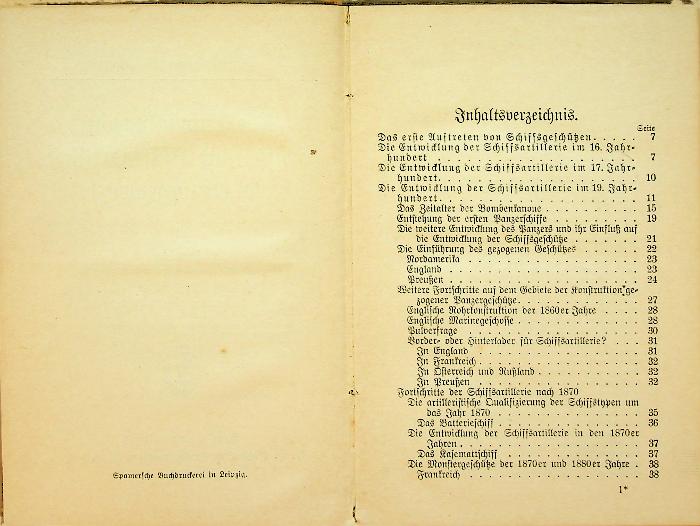 Spamersche Buchdruckerei in Leipzig.
Inhaltsverzeichnis.
Seite
Das erste Auftreten von Schiffsgeschützen. . . . . . 7
Die Entwicklung der Schiffsartillerie im 16. Jahr-
hundert . . . . . . . . . . . . . . . . . . 7
Die Entwicklung der Schiffsartillerie im 17. Jahr-
hundert. . . . . . . . . . . . . . . . . . 10
Die Entwicklung der Schiffsartillerie im 19. Jahr-
hundert. . . . . . . . . . . . . . . . . . 11
Das Zeitalter der Bombenkanone . . . . . . . . . 15
Entstehung der ersten Panzerschiffe . . . . . . . . 19
Die weitere Entwicklung des Panzers und ihr Einfluß auf
die Entwicklung der Schiffsgeschütze . . . . . . 21
Die Einführung des gezogenen Geschützes . . . . . . 22
Nordamerika . . . . . . . . . . . . . . . . 23
England . . . . . . . . . . . . . . . . . . 23
Preußen . . . . . . . . . . . . . . . . . . 24
Weitere Fortschritte auf dem Gebiete der Konstruktion ge-
zogener Panzergeschütze. . . . . . . . . . . . 27
Englische Rohrkonstruktion der 1860er Jahre . . . . 28
Englische Marinegeschosse . . . . . . . . . . . 28
Pulverfrage . . . . . . . . . . . . . . . . 30
Vorder- oder Hinterlader für Schiffsartillerie? . . . 31
In England . . . . . . . . . . . . . . . . 31
In Frankreich . . . . . . . . . . . . . . . 32
In Österreich und Rußland . . . . . . . . . . 32
In Preußen . . . . . . . . . . . . . . . . 32
Fortschritte der Schiffsartillerie nach 1870
Die artilleristische Qualifizierung der Schiffstypen um
das Jahr 1870 . . . . . . . . . . . . . . . 35
Das Batterieschiff . . . . . . . . . . . . . 36
Die Entwicklung der Schiffsartillerie in den 1870er
Jahren . . . . . . . . . . . . . . . . . . 37
Das Kasemattschiff . . . . . . . . . . . . . 37
Die Monstergeschütze der 1870er und 1880er Jahre . 38
Frankreich . . . . . . . . . . . . . . . . 38
1*